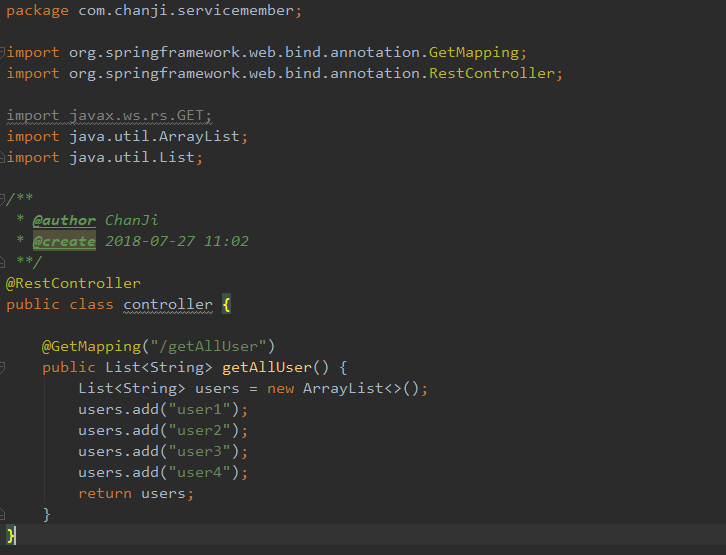 package com.chanji.servicemember;
import org.springframework.web.bind.annotation.GetMapping;
import org.springframework.web.bind.annotation.RestController;
import javax.ws.rs.GET;
import java.util.ArrayList;
import java.util.List;
/**
* @author ChanJi
* @create 2018-07-27 11:02
**/
@RestController
public class controller {
@GetMapping("/getAllUser")
public List<String> getAllUser() {
List<String> users = new ArrayList<>();
users.add("user1");
users.add("user2");
users.add("user3");
users.add("user4");
return users;
}
}